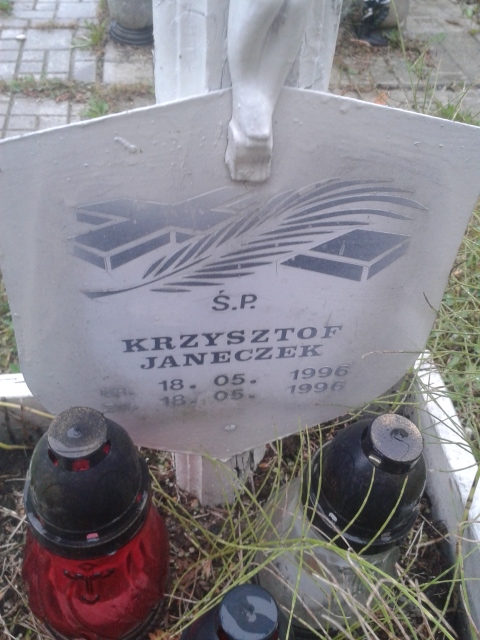 Ś.P.
KRZYSZTOF
JANECZEK
18. 05. 1996
18. 05. 1996